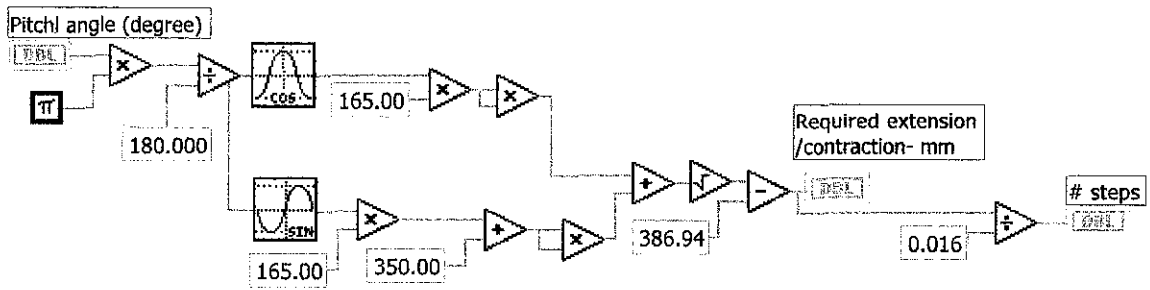 Pitchl angle (degree)
DBL
π
180.000
COS
165.00
SIN
165.00
350.00
386.94
Required extension
/contraction- mm
DBL
0.016
# steps
DBL